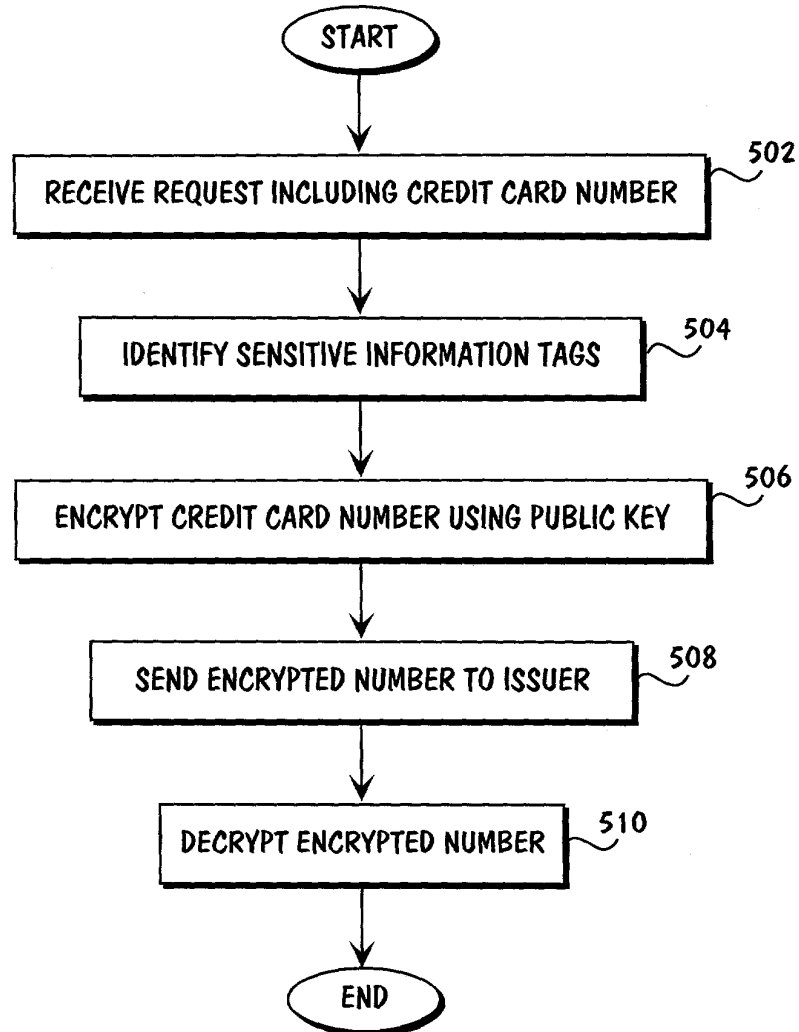 START
RECEIVE REQUEST INCLUDING CREDIT CARD NUMBER
502
IDENTIFY SENSITIVE INFORMATION TAGS
504
ENCRYPT CREDIT CARD NUMBER USING PUBLIC KEY
506
SEND ENCRYPTED NUMBER TO ISSUER
508
DECRYPT ENCRYPTED NUMBER
510
END